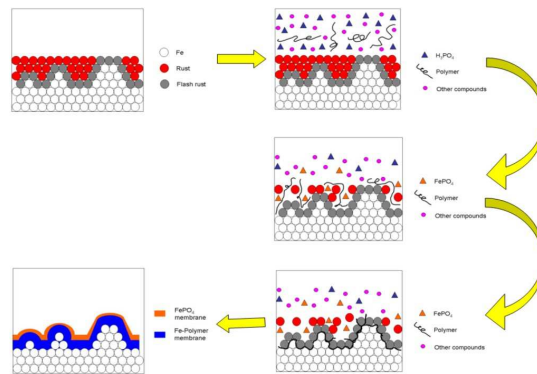 Fe
Rust
Flash rust
H₃PO₄
Polymer
Other compounds
FePO₄
Polymer
Other compounds
FePO₄
Polymer
Other compounds
FePO₄
membrane
Fe-Polymer
membrane